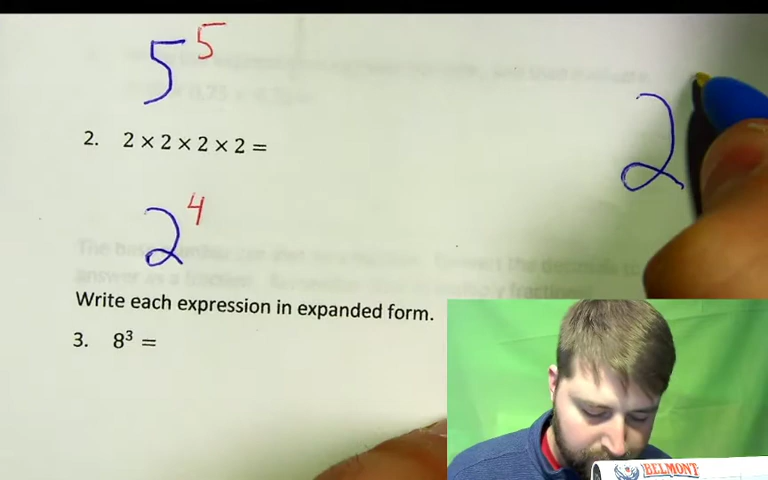 5⁵
2. 2 × 2 × 2 × 2 =
2
2⁴
Write each expression in expanded form.
3. 8³ =
BELMONT